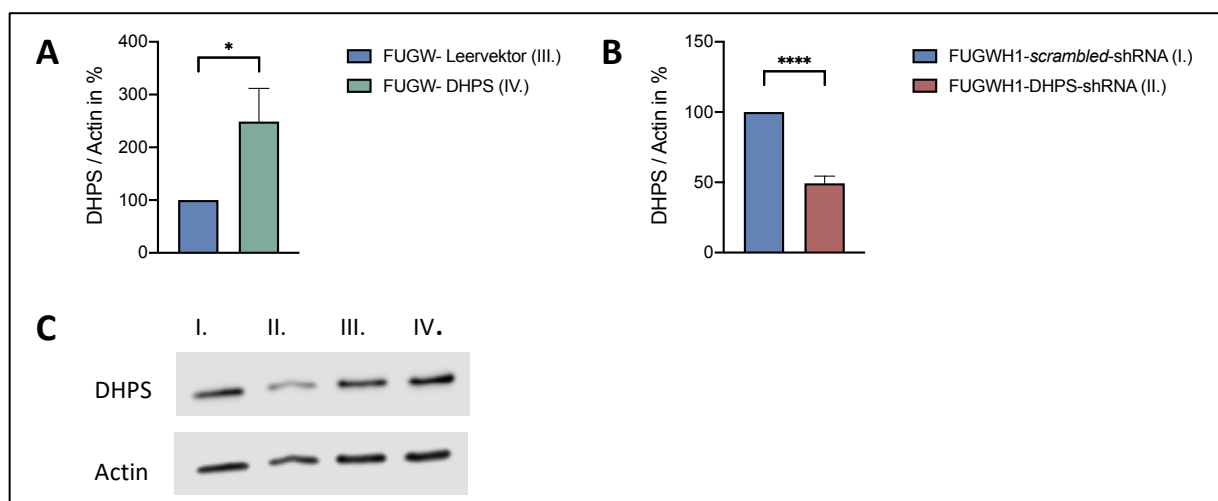 A
DHPS / Actin in %
400
300
200
100
0
*
FUGW- Leervektor (III.)
FUGW- DHPS (IV.)
B
DHPS / Actin in %
150
100
50
0
****
FUGWH1-scrambled-shRNA (I.)
FUGWH1-DHPS-shRNA (II.)
C
I. II. III. IV.
DHPS
Actin